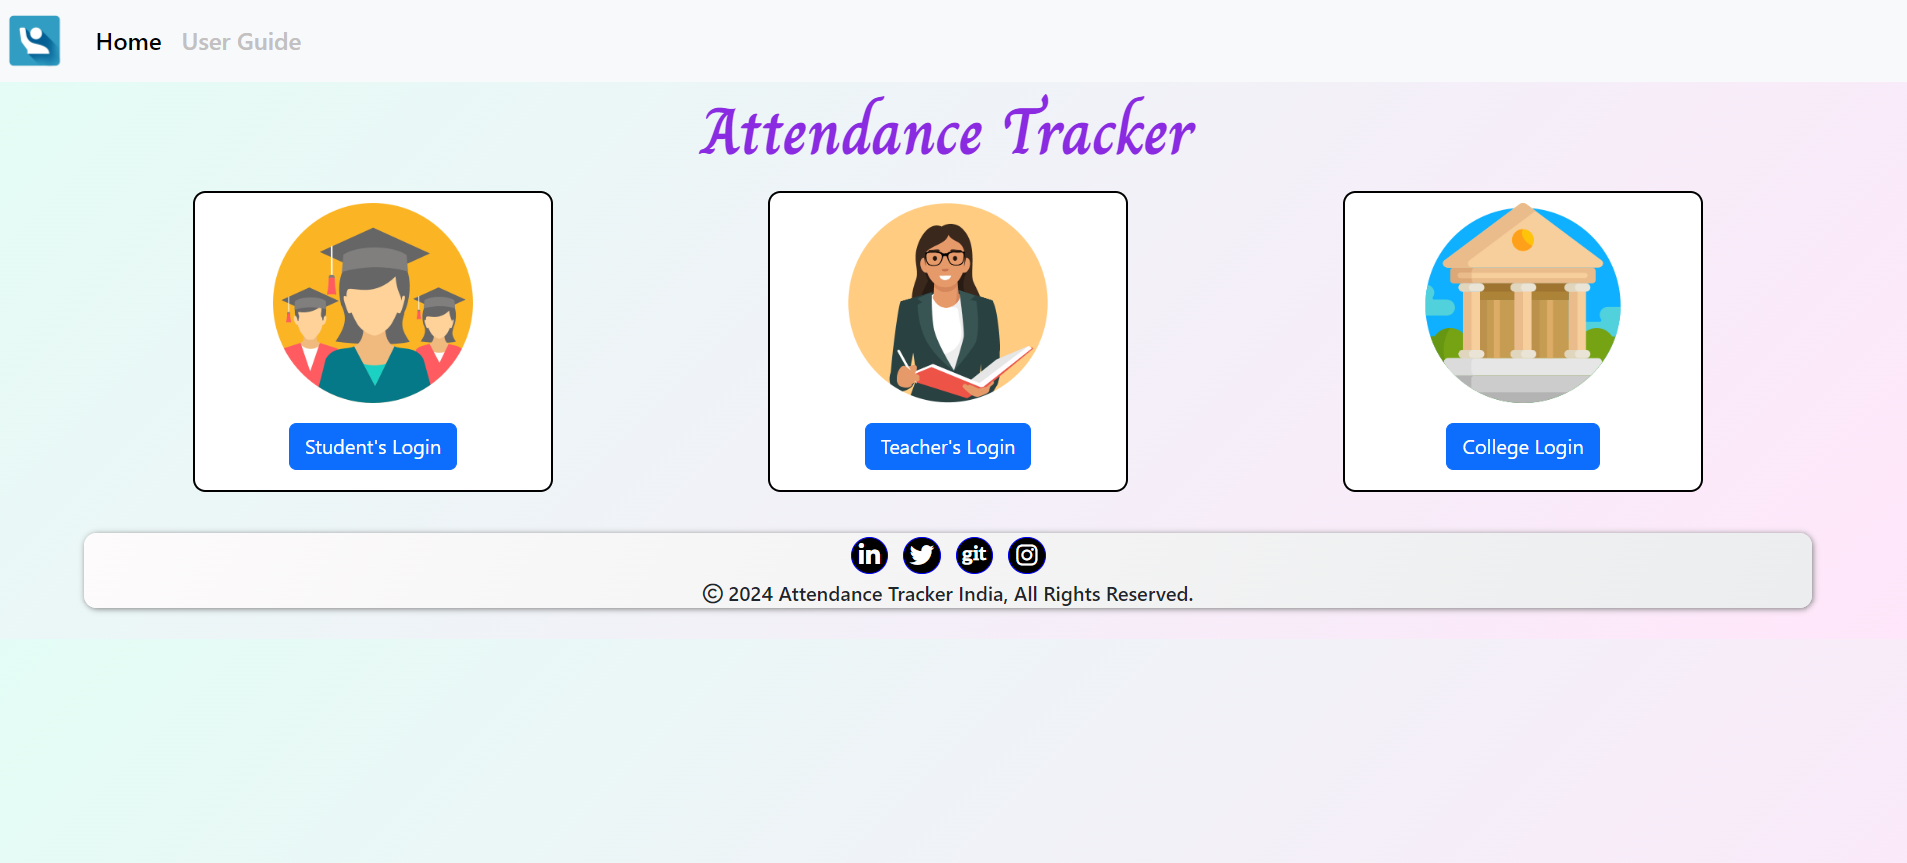 Home User Guide
Attendance Tracker
Student's Login Teacher's Login College Login
in git
© 2024 Attendance Tracker India, All Rights Reserved.